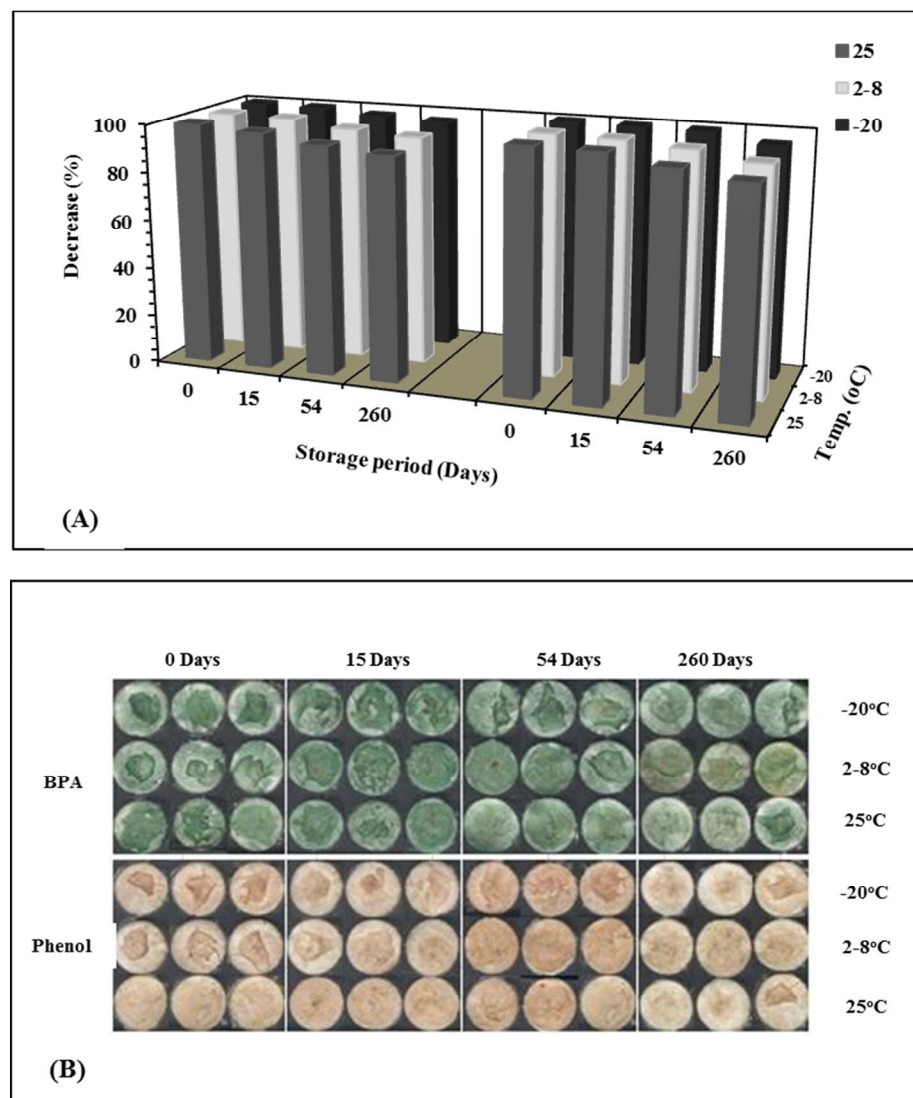 25
2-8
-20
100
80
60
40
20
0
Decrease (%)
0 15 54 260 0 15 54 260
Storage period (Days)
-20
2-8
25
Temp. (oC)
(A)
0 Days 15 Days 54 Days 260 Days
-20°C
BPA 2-8°C
25°C
-20°C
Phenol 2-8°C
25°C
(B)